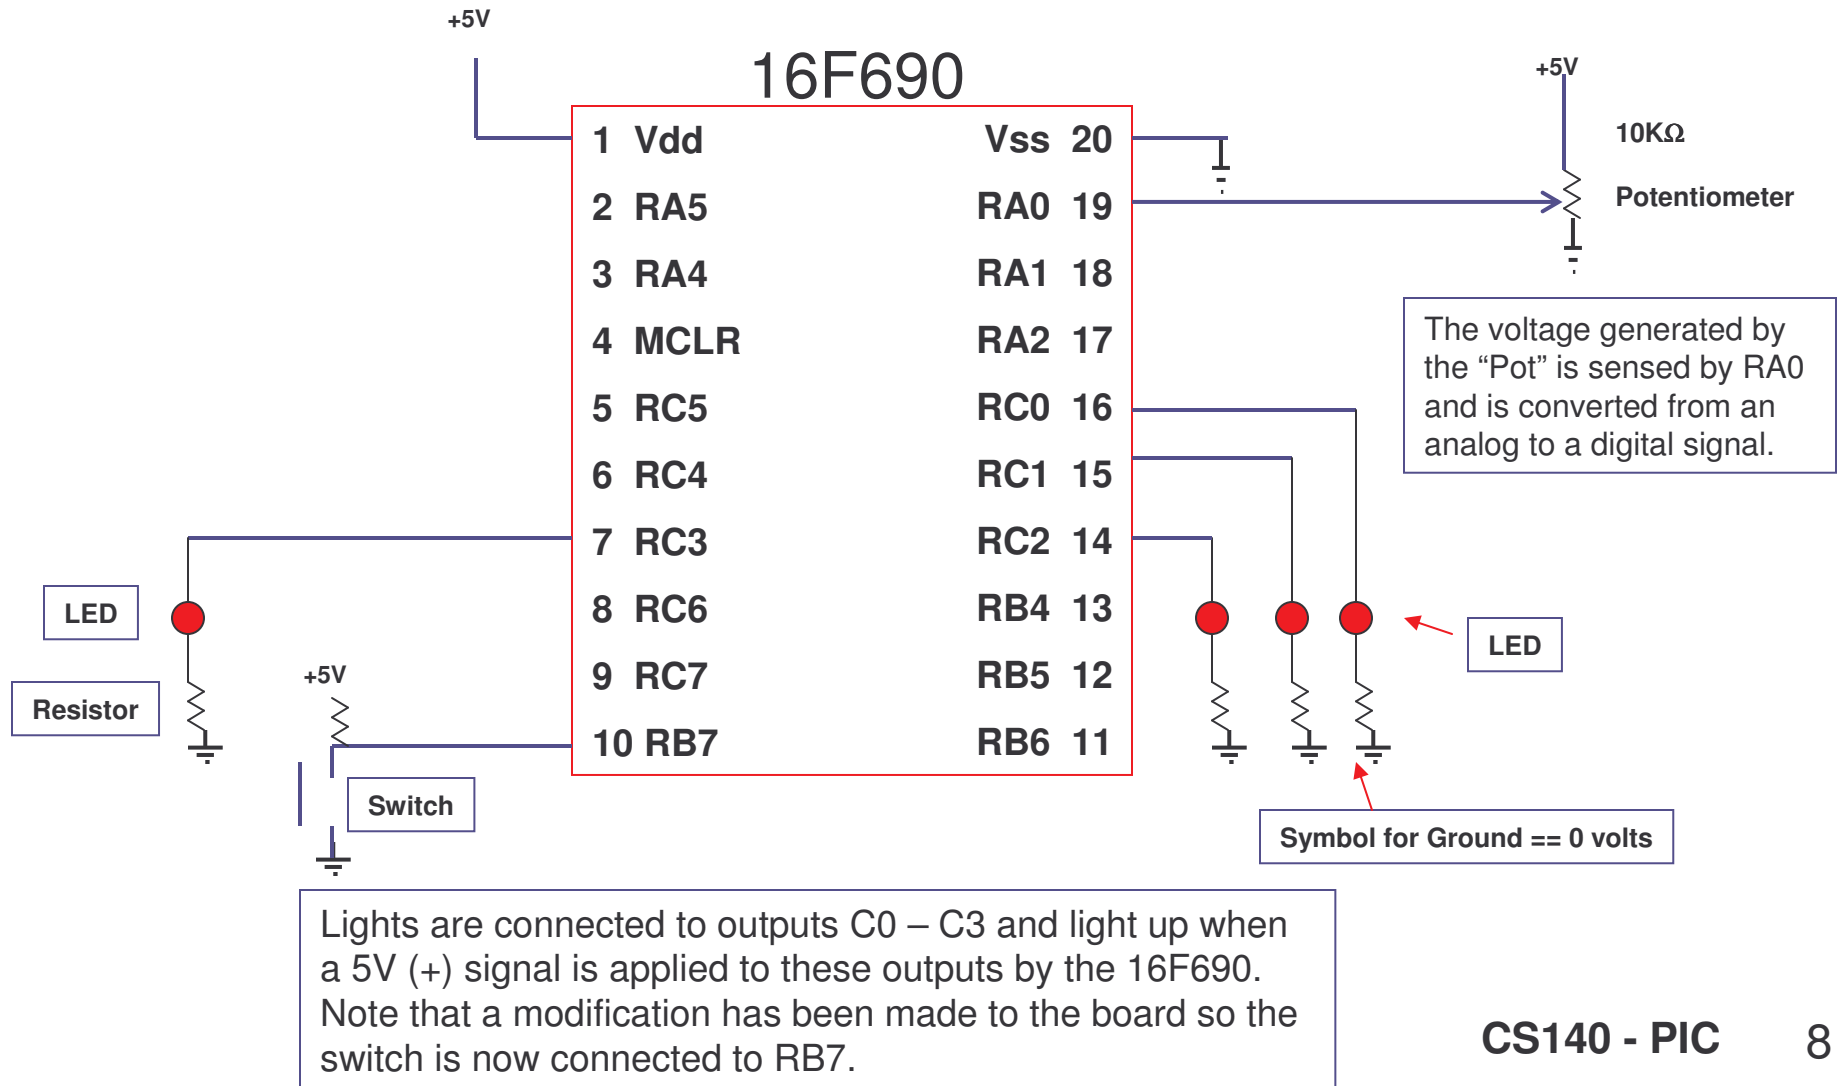 +5V
16F690
+5V
1 Vdd
Vss 20
10KΩ
2 RA5
RA0 19
Potentiometer
3 RA4
RA1 18
4 MCLR
RA2 17
The voltage generated by
the “Pot” is sensed by RA0
and is converted from an
analog to a digital signal.
5 RC5
RC0 16
6 RC4
RC1 15
7 RC3
RC2 14
LED
8 RC6
RB4 13
LED
+5V
9 RC7
RB5 12
Resistor
10 RB7
RB6 11
Switch
Symbol for Ground == 0 volts
Lights are connected to outputs C0 – C3 and light up when
a 5V (+) signal is applied to these outputs by the 16F690.
Note that a modification has been made to the board so the
switch is now connected to RB7.
CS140 - PIC 8